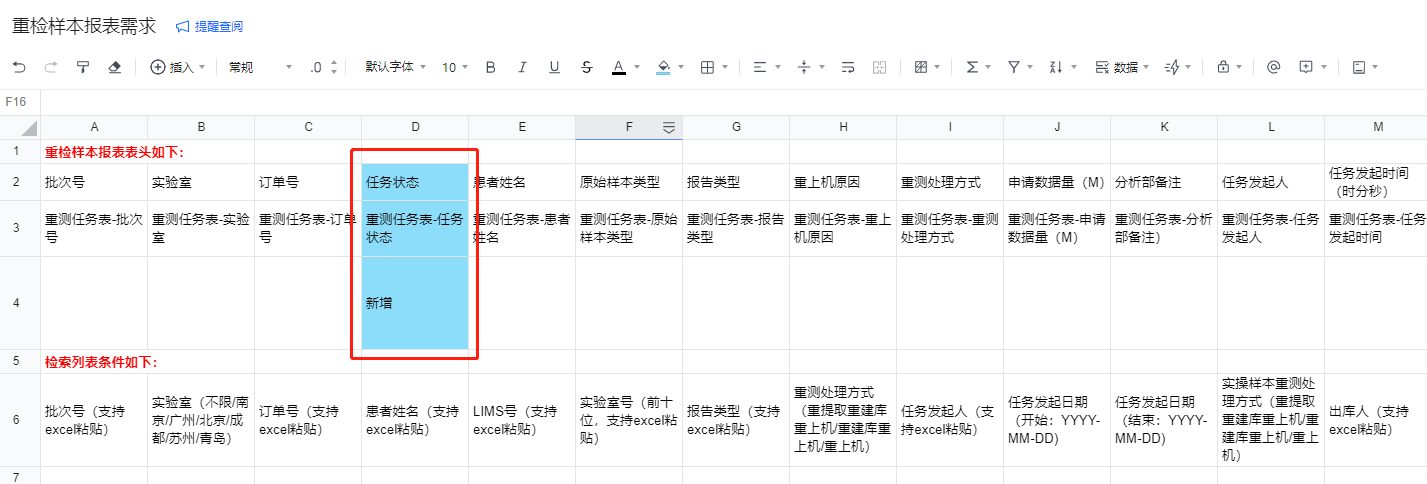 重检样本报表需求 提醒查阅
插入 常规 .0 默认字体 10 B I U S A 数据
F16
A B C D E F G H I J K L M
1 重检样本报表表头如下：
2 批次号 实验室 订单号 任务状态 患者姓名 原始样本类型 报告类型 重上机原因 重测处理方式 申请数据量（M） 分析部备注 任务发起人 任务发起时间
（时分秒）
3 重测任务表-批次 重测任务表-实验 重测任务表-订单 重测任务表-任务 重测任务表-患者 重测任务表-原始 重测任务表-报告 重测任务表-重上 重测任务表-重测 重测任务表-申请 重测任务表-分析 重测任务表-任务 重测任务表-任务
号 室 号 状态 姓名 样本类型 类型 机原因 处理方式 数据量（M） 部备注） 发起人 发起时间
4 新增
5 检索列表条件如下：
6 批次号（支持
excel粘贴）
实验室（不限/南
京/广州/北京/成
都/苏州/青岛）
订单号（支持
excel粘贴）
患者姓名（支持
excel粘贴）
LIMS号（支持
excel粘贴）
实验室号（前十
位，支持excel粘
贴）
报告类型（支持
excel粘贴）
重测处理方式
（重提取重建库
重上机/重建库重
上机/重上机）
任务发起人（支
持excel粘贴）
任务发起日期
（开始：YYYY-
MM-DD)
任务发起日期
（结束：YYYY-
MM-DD)
实操样本重测处
理方式（重提取
重建库重上机/重
建库重上机/重上
机）
出库人（支持
excel粘贴）
7